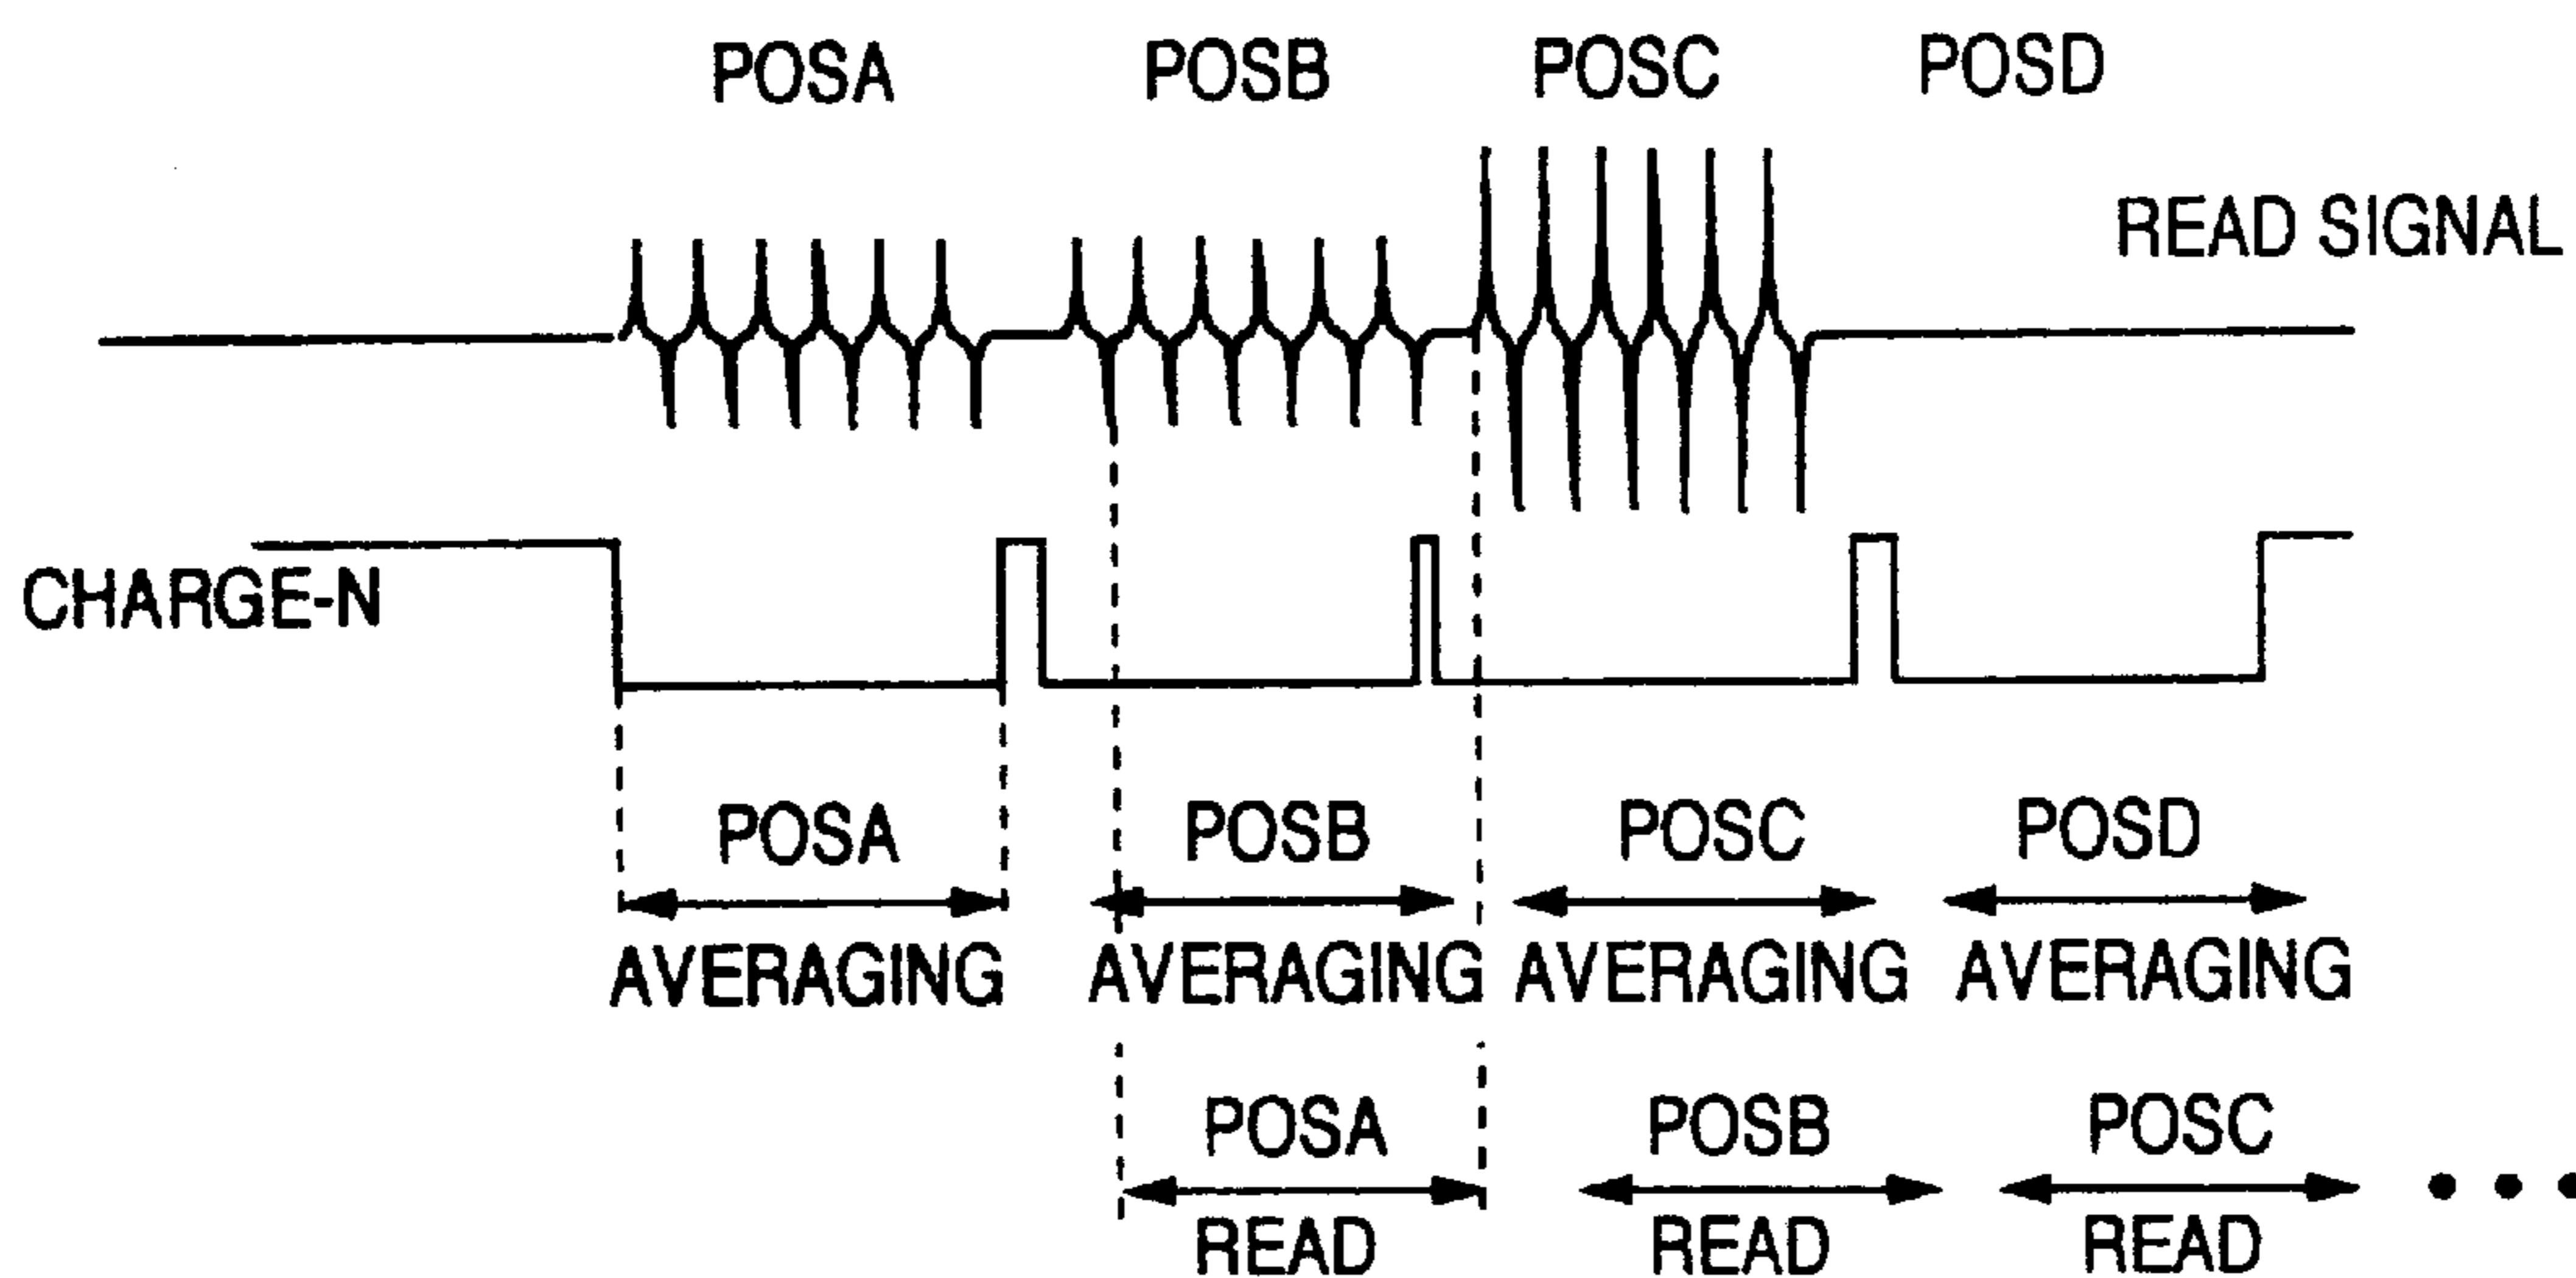 POSA POSB POSC POSD
READ SIGNAL
CHARGE-N
POSA POSB POSC POSD
AVERAGING AVERAGING AVERAGING AVERAGING
POSA POSB POSC
READ READ READ